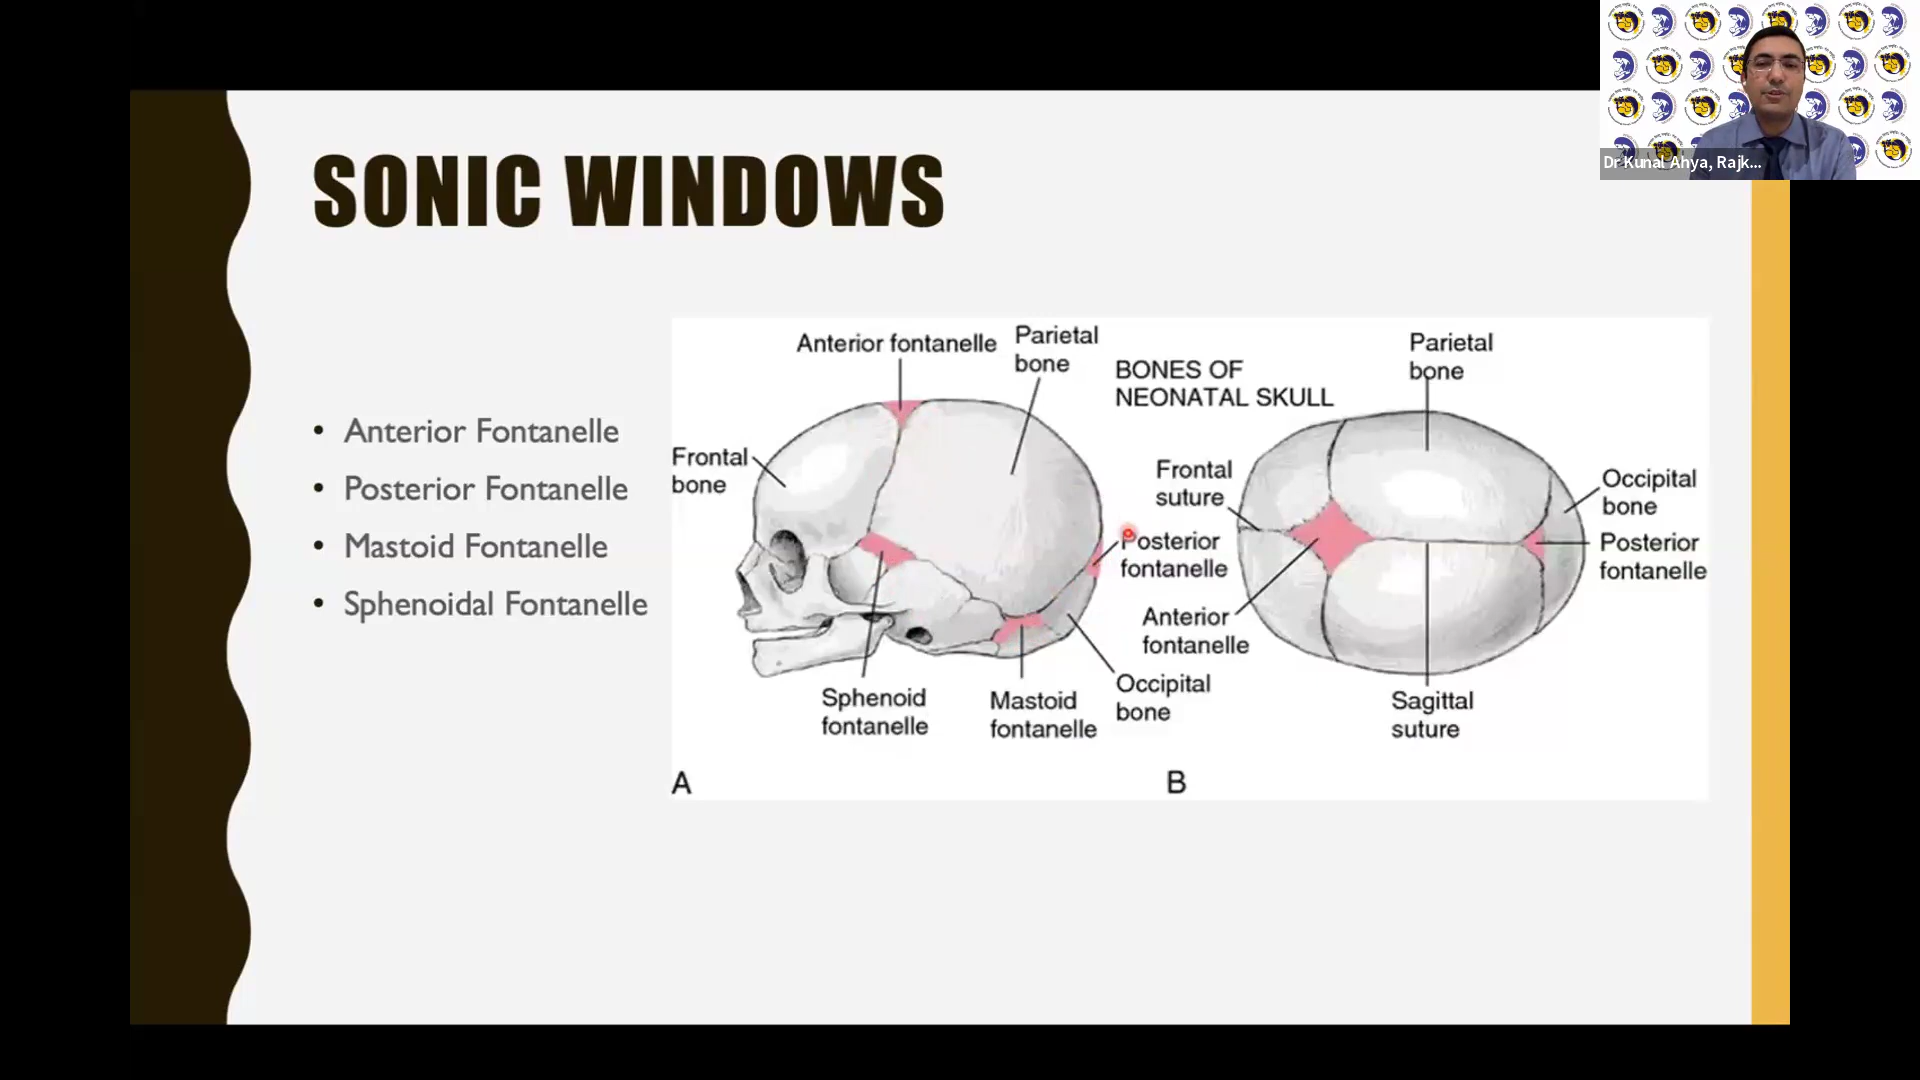 Dr Kunal Ahya, Rajk...
SONIC WINDOWS
• Anterior Fontanelle
• Posterior Fontanelle
• Mastoid Fontanelle
• Sphenoidal Fontanelle
Anterior fontanelle
Parietal
bone
Frontal
bone
Posterior
fontanelle
Sphenoid
fontanelle
Mastoid
fontanelle
Occipital
bone
A
BONES OF
NEONATAL SKULL
Parietal
bone
Frontal
suture
Occipital
bone
Posterior
fontanelle
Anterior
fontanelle
Sagittal
suture
B